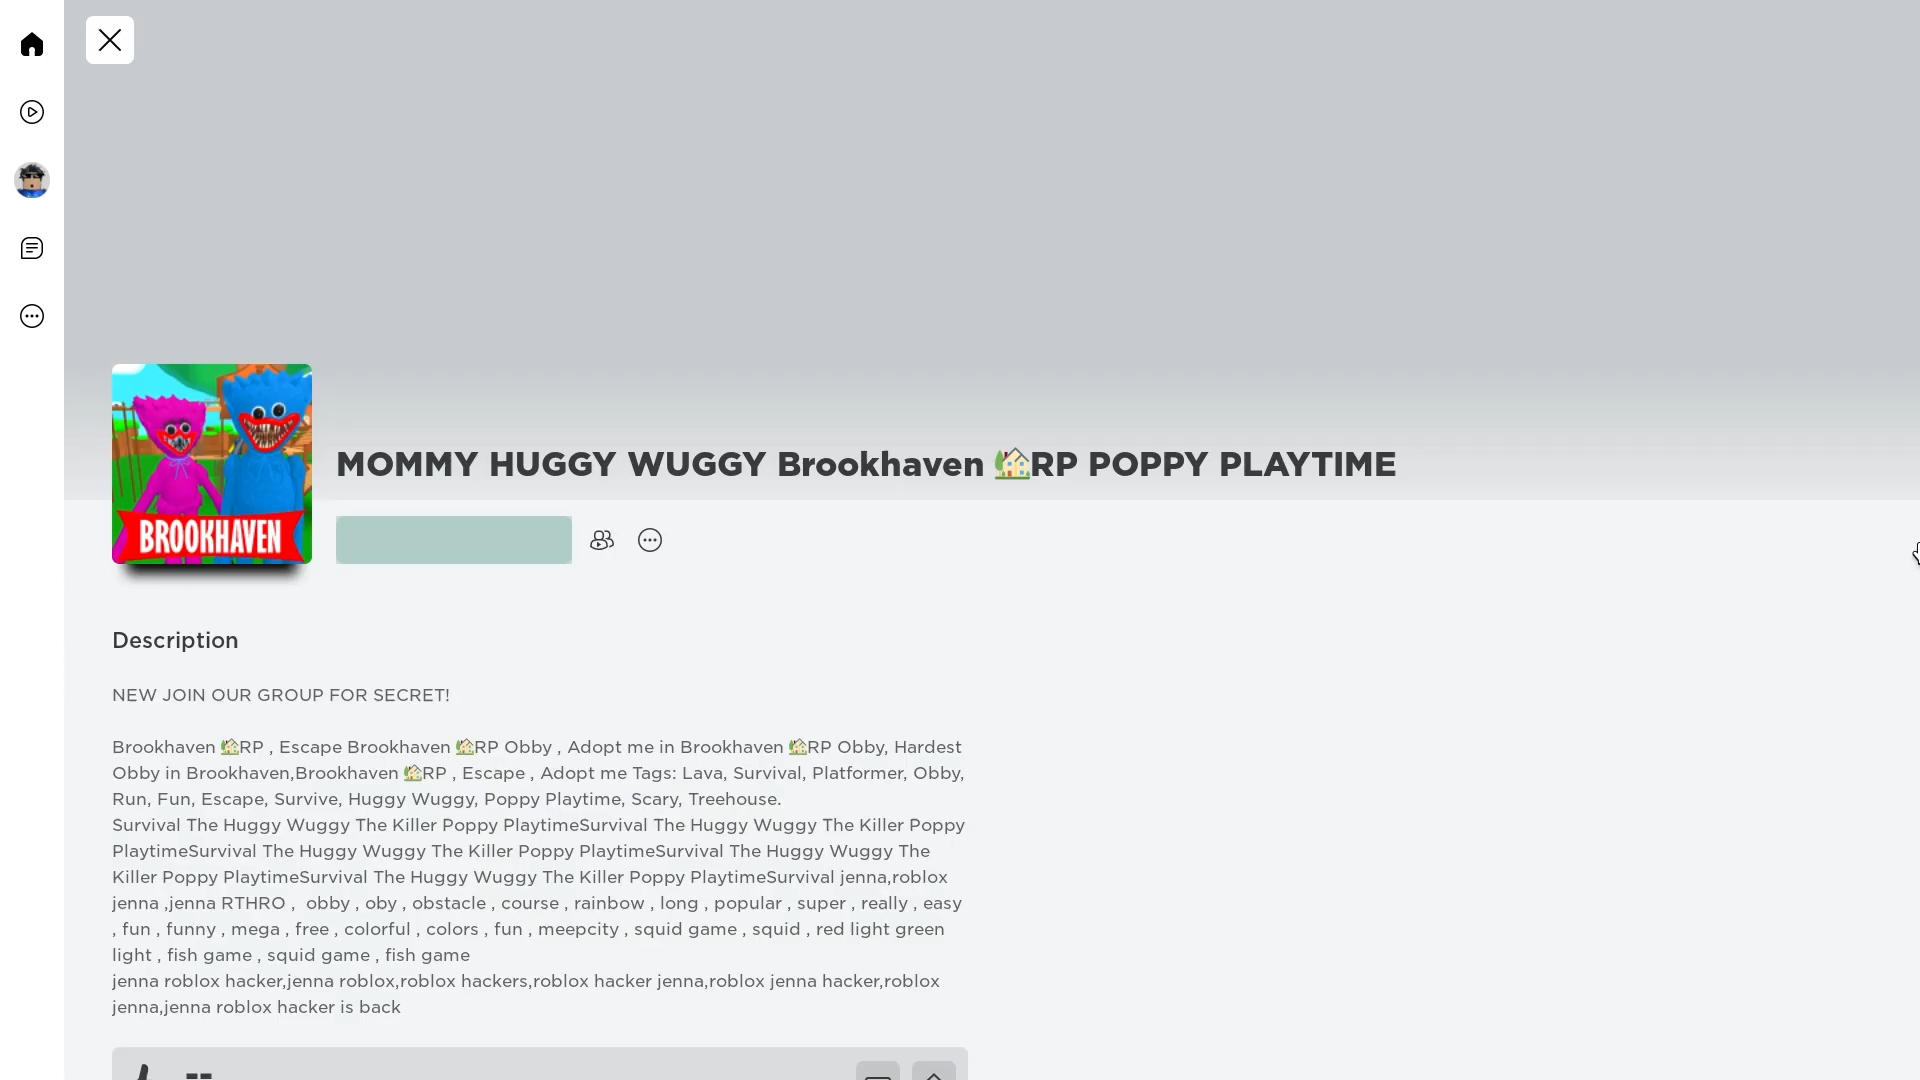 MOMMY HUGGY WUGGY Brookhaven 🏡RP POPPY PLAYTIME
BROOKHAVEN
Description
NEW JOIN OUR GROUP FOR SECRET!
Brookhaven 🏡RP , Escape Brookhaven 🏡RP Obby , Adopt me in Brookhaven 🏡RP Obby, Hardest
Obby in Brookhaven,Brookhaven 🏡RP , Escape , Adopt me Tags: Lava, Survival, Platformer, Obby,
Run, Fun, Escape, Survive, Huggy Wuggy, Poppy Playtime, Scary, Treehouse.
Survival The Huggy Wuggy The Killer Poppy PlaytimeSurvival The Huggy Wuggy The Killer Poppy
PlaytimeSurvival The Huggy Wuggy The Killer Poppy PlaytimeSurvival The Huggy Wuggy The
Killer Poppy PlaytimeSurvival The Huggy Wuggy The Killer Poppy PlaytimeSurvival jenna,roblox
jenna ,jenna RTHRO ,  obby , oby , obstacle , course , rainbow , long , popular , super , really , easy
, fun , funny , mega , free , colorful , colors , fun , meepcity , squid game , squid , red light green
light , fish game , squid game , fish game
jenna roblox hacker,jenna roblox,roblox hackers,roblox hacker jenna,roblox jenna hacker,roblox
jenna,jenna roblox hacker is back